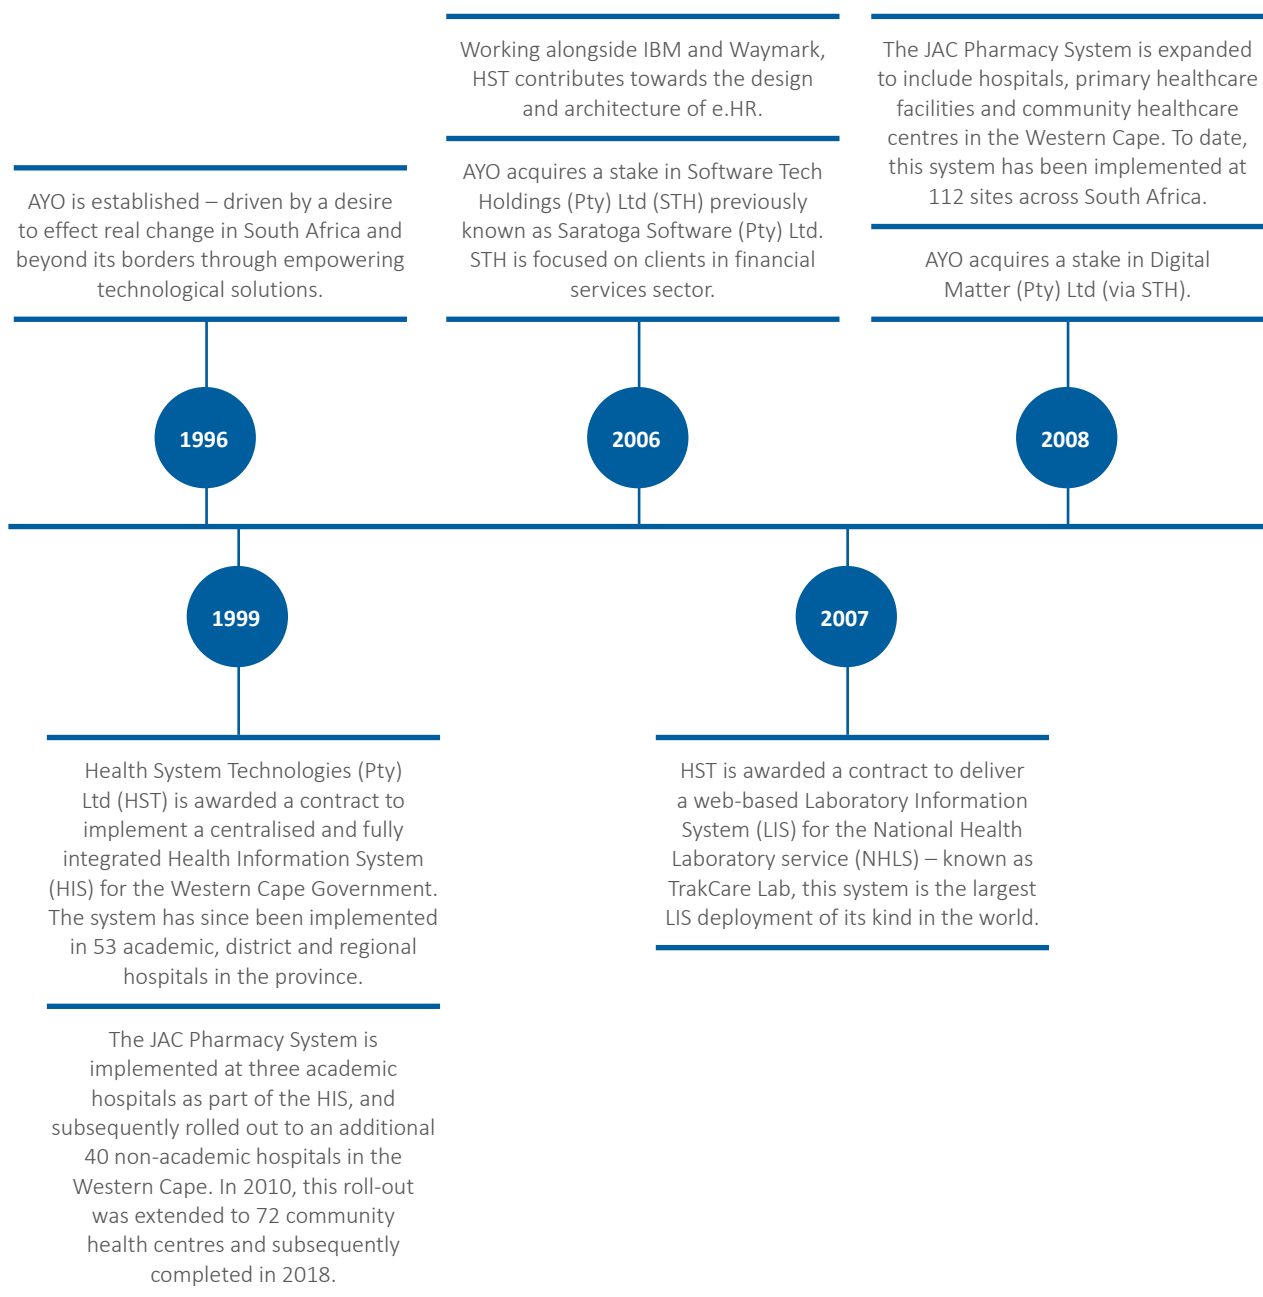 AYO is established – driven by a desire
to effect real change in South Africa and
beyond its borders through empowering
technological solutions.
1996
Health System Technologies (Pty)
Ltd (HST) is awarded a contract to
implement a centralised and fully
integrated Health Information System
(HIS) for the Western Cape Government.
The system has since been implemented
in 53 academic, district and regional
hospitals in the province.
The JAC Pharmacy System is
implemented at three academic
hospitals as part of the HIS, and
subsequently rolled out to an additional
40 non-academic hospitals in the
Western Cape. In 2010, this roll-out
was extended to 72 community
health centres and subsequently
completed in 2018.
1999
Working alongside IBM and Waymark,
HST contributes towards the design
and architecture of e.HR.
AYO acquires a stake in Software Tech
Holdings (Pty) Ltd (STH) previously
known as Saratoga Software (Pty) Ltd.
STH is focused on clients in financial
services sector.
2006
HST is awarded a contract to deliver
a web-based Laboratory Information
System (LIS) for the National Health
Laboratory service (NHLS) – known as
TrakCare Lab, this system is the largest
LIS deployment of its kind in the world.
2007
The JAC Pharmacy System is expanded
to include hospitals, primary healthcare
facilities and community healthcare
centres in the Western Cape. To date,
this system has been implemented at
112 sites across South Africa.
AYO acquires a stake in Digital
Matter (Pty) Ltd (via STH).
2008